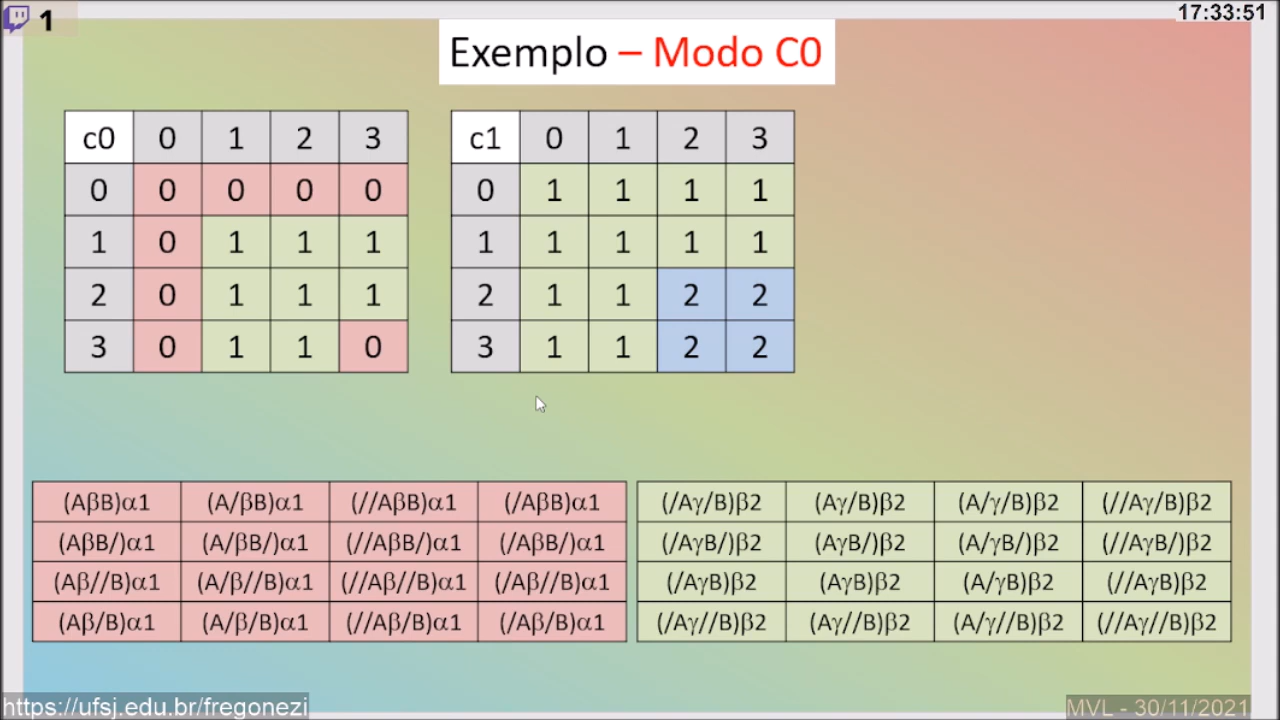 1
17:33:51
Exemplo – Modo C0
c0 0 1 2 3
0 0 0 0 0
1 0 1 1 1
2 0 1 1 1
3 0 1 1 0
c1 0 1 2 3
0 1 1 1 1
1 1 1 1 1
2 1 1 2 2
3 1 1 2 2
(AβB)α1 (A/βB)α1 (//AβB)α1 (/AβB)α1
(AβB/)α1 (A/βB/)α1 (//AβB/)α1 (/AβB/)α1
(Aβ//B)α1 (A/β//B)α1 (//Aβ//B)α1 (/Aβ//B)α1
(Aβ/B)α1 (A/β/B)α1 (//Aβ/B)α1 (/Aβ/B)α1
(/Aγ/B)β2 (Aγ/B)β2 (A/γ/B)β2 (//Aγ/B)β2
(/AγB/)β2 (AγB/)β2 (A/γB/)β2 (//AγB/)β2
(/AγB)β2 (AγB)β2 (A/γB)β2 (//AγB)β2
(/Aγ//B)β2 (Aγ//B)β2 (A/γ//B)β2 (//Aγ//B)β2
https://ufsj.edu.br/fregonezi
MVL - 30/11/2021